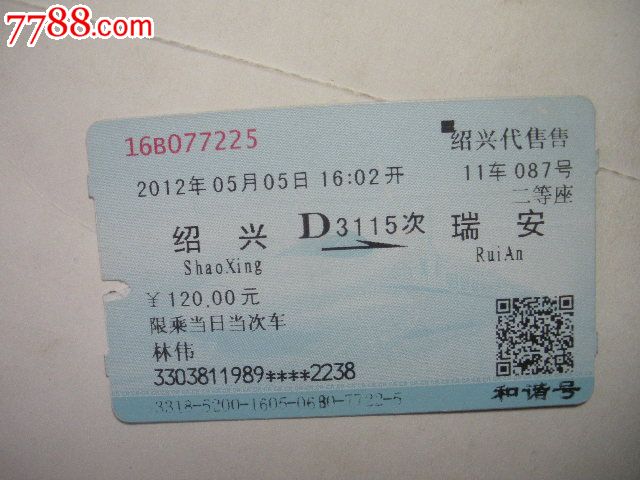 7788.com
16B077225
绍兴代售售
2012年05月05日 16:02开
11车 087号
二等座
绍兴
D3115次
瑞安
ShaoXing
RuiAn
￥120.00元
限乘当日当次车
林伟
3303811989****2238
和谐号
3318-5200-1605-0680-7722-5